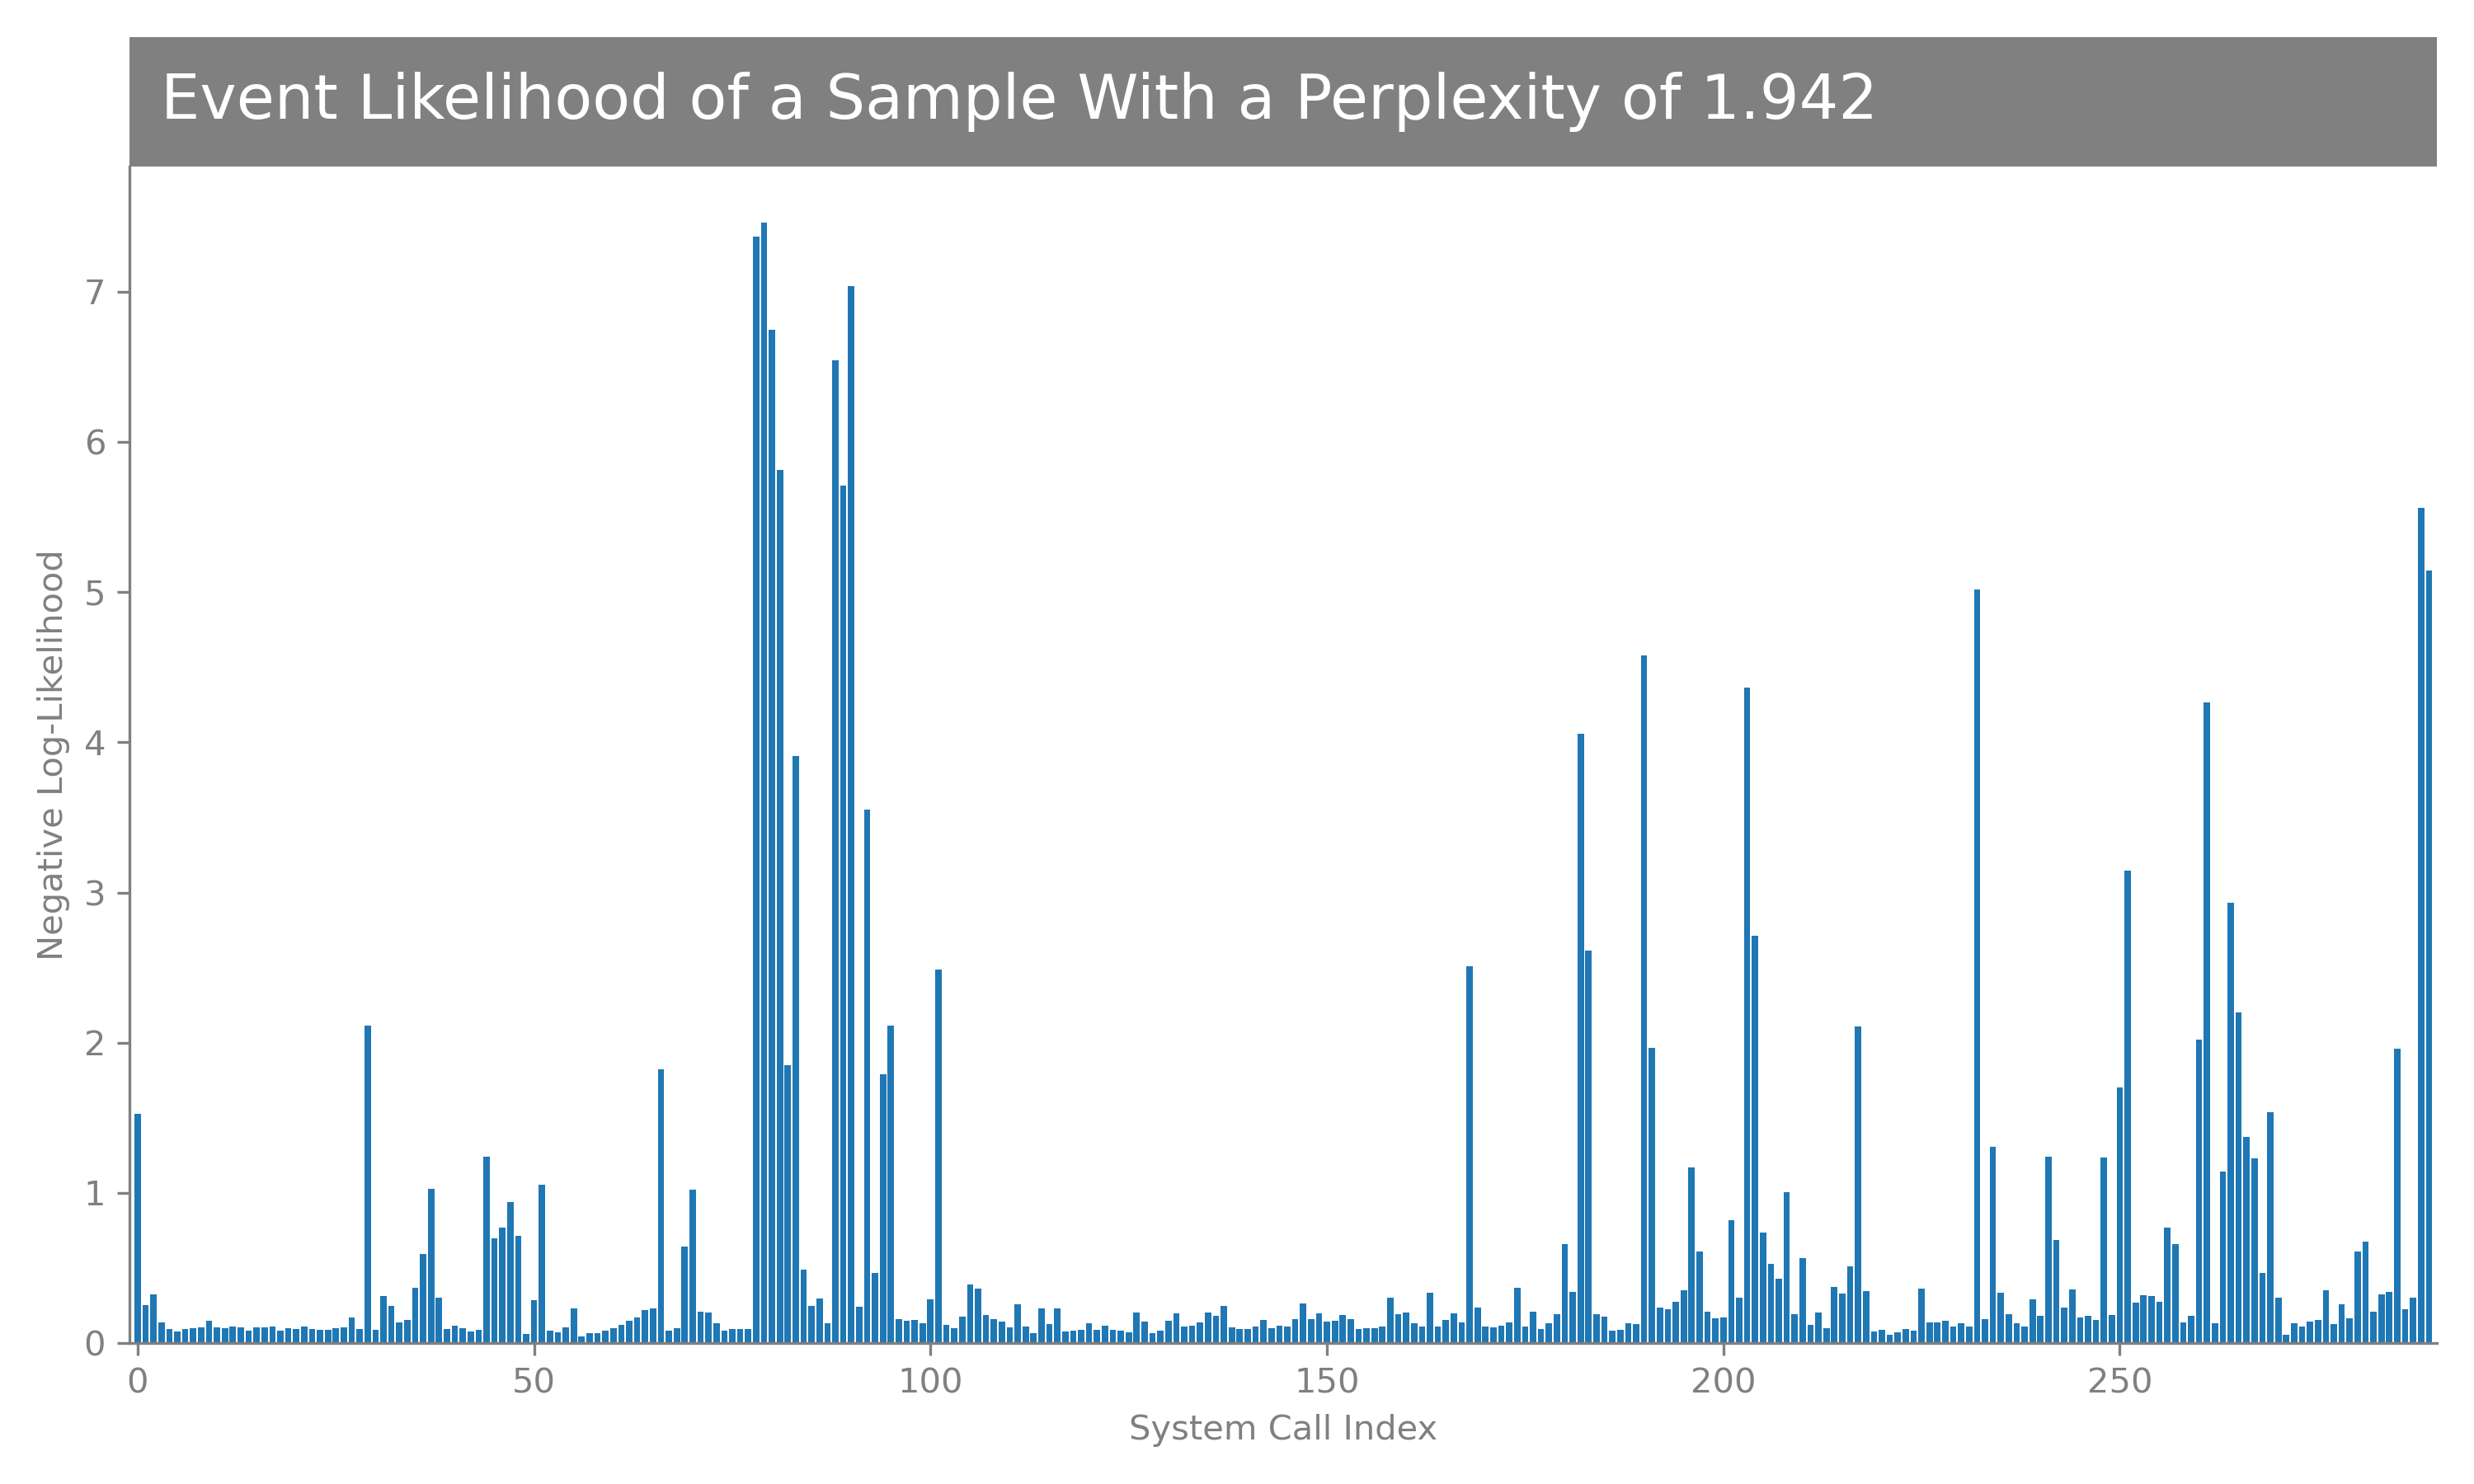 Event Likelihood of a Sample With a Perplexity of 1.942
Negative Log-Likelihood
7
6
5
4
3
2
1
0
0 50 100 150 200 250
System Call Index